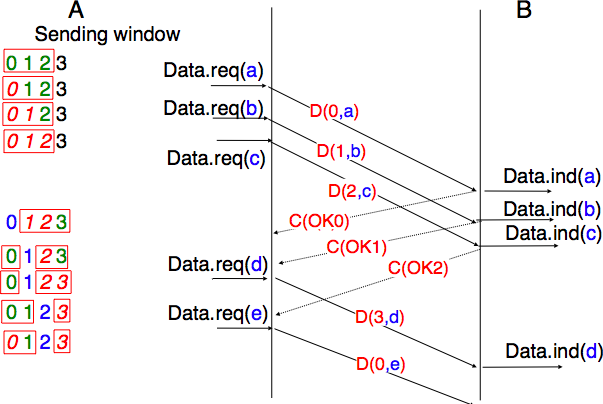 A
B
Sending window
0 1 2 3
Data.req(a)
0 1 2 3
D(0,a)
0 1 2 3
Data.req(b)
0 1 2 3
D(1,b)
Data.req(c)
D(2,c)
Data.ind(a)
Data.ind(b)
0 1 2 3
C(OK0)
Data.ind(c)
C(OK1)
0 1 2 3
Data.req(d)
C(OK2)
0 1 2 3
0 1 2 3
Data.req(e)
D(3,d)
0 1 2 3
Data.ind(d)
D(0,e)